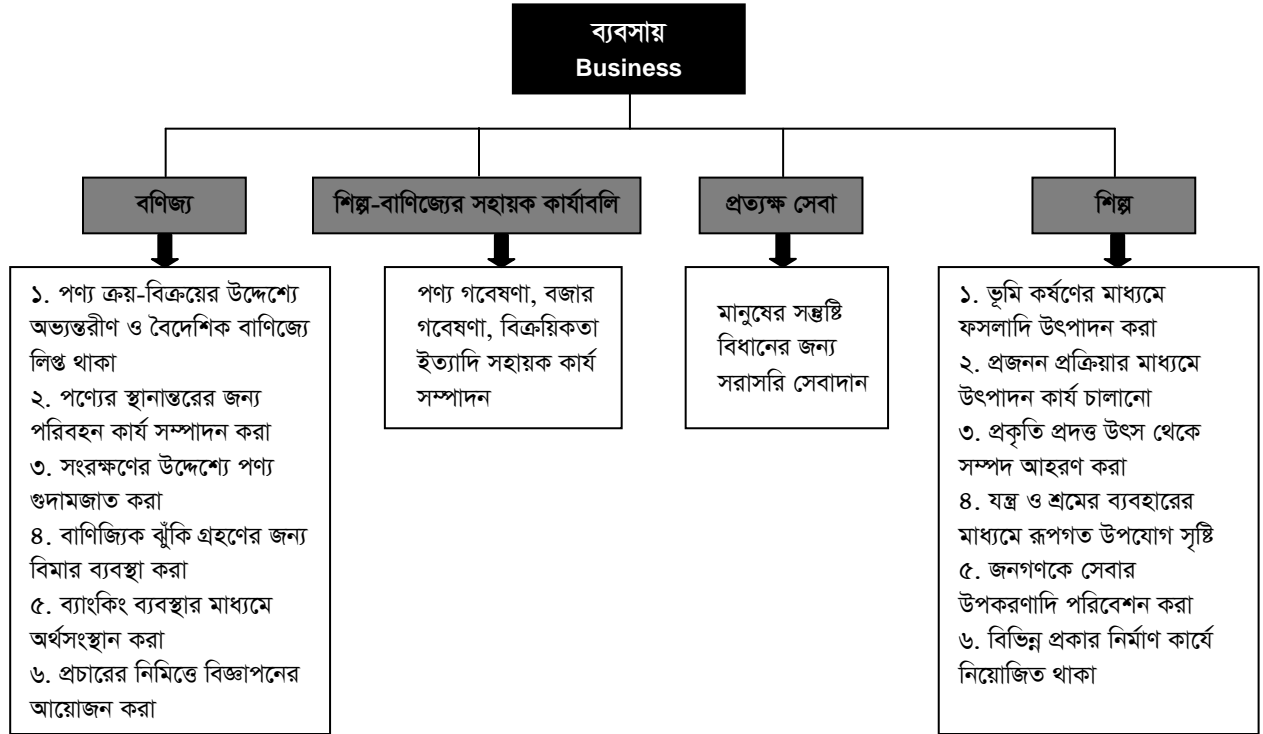 ব্যবসায়
Business
বণিজ্য
শিল্প-বাণিজ্যের সহায়ক কার্যাবলি
প্রত্যক্ষ সেবা
শিল্প
১. পণ্য ক্রয়-বিক্রয়ের উদ্দেশ্যে
অভ্যন্তরীণ ও বৈদেশিক বাণিজ্যে
লিপ্ত থাকা
২. পণ্যের স্থানান্তরের জন্য
পরিবহন কার্য সম্পাদন করা
৩. সংরক্ষণের উদ্দেশ্যে পণ্য
গুদামজাত করা
৪. বাণিজ্যিক ঝুঁকি গ্রহণের জন্য
বিমার ব্যবস্থা করা
৫. ব্যাংকিং ব্যবস্থার মাধ্যমে
অর্থসংস্থান করা
৬. প্রচারের নিমিত্তে বিজ্ঞাপনের
আয়োজন করা
পণ্য গবেষণা, বজার
গবেষণা, বিক্রয়িকতা
ইত্যাদি সহায়ক কার্য
সম্পাদন
মানুষের সন্তুষ্টি
বিধানের জন্য
সরাসরি সেবাদান
১. ভূমি কর্ষণের মাধ্যমে
ফসলাদি উৎপাদন করা
২. প্রজনন প্রক্রিয়ার মাধ্যমে
উৎপাদন কার্য চালানো
৩. প্রকৃতি প্রদত্ত উৎস থেকে
সম্পদ আহরণ করা
৪. যন্ত্র ও শ্রমের ব্যবহারের
মাধ্যমে রূপগত উপযোগ সৃষ্টি
৫. জনগণকে সেবার
উপকরণাদি পরিবেশন করা
৬. বিভিন্ন প্রকার নির্মাণ কার্যে
নিয়োজিত থাকা